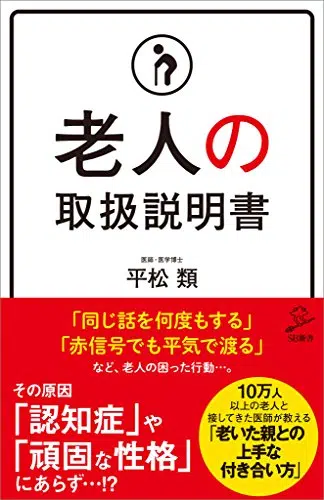 老人の
取扱説明書
医師・医学博士
平松 類
「同じ話を何度もする」
「赤信号でも平気で渡る」
など、老人の困った行動…。
SB新書
その原因
「認知症」や
「頑固な性格」
にあらず…!?
10万人
以上の老人と
接してきた医師が教える
「老いた親との
上手な
付き合い方」